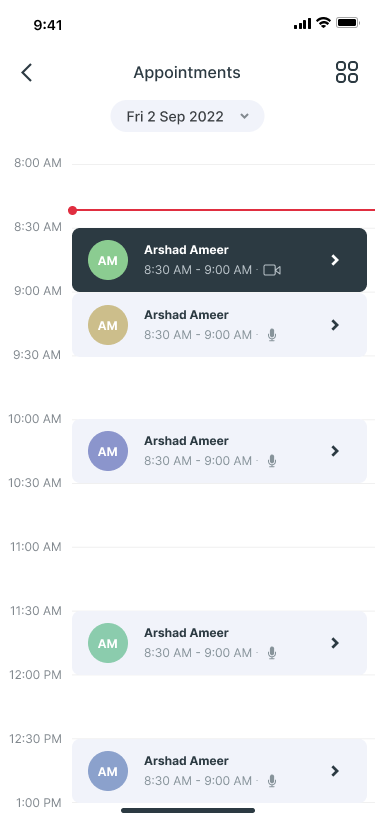 9:41
Appointments
Fri 2 Sep 2022
8:00 AM
8:30 AM
AM
Arshad Ameer
8:30 AM - 9:00 AM ·
9:00 AM
AM
Arshad Ameer
8:30 AM - 9:00 AM ·
9:30 AM
10:00 AM
AM
Arshad Ameer
8:30 AM - 9:00 AM ·
10:30 AM
11:00 AM
11:30 AM
AM
Arshad Ameer
8:30 AM - 9:00 AM ·
12:00 PM
12:30 PM
AM
Arshad Ameer
8:30 AM - 9:00 AM ·
1:00 PM